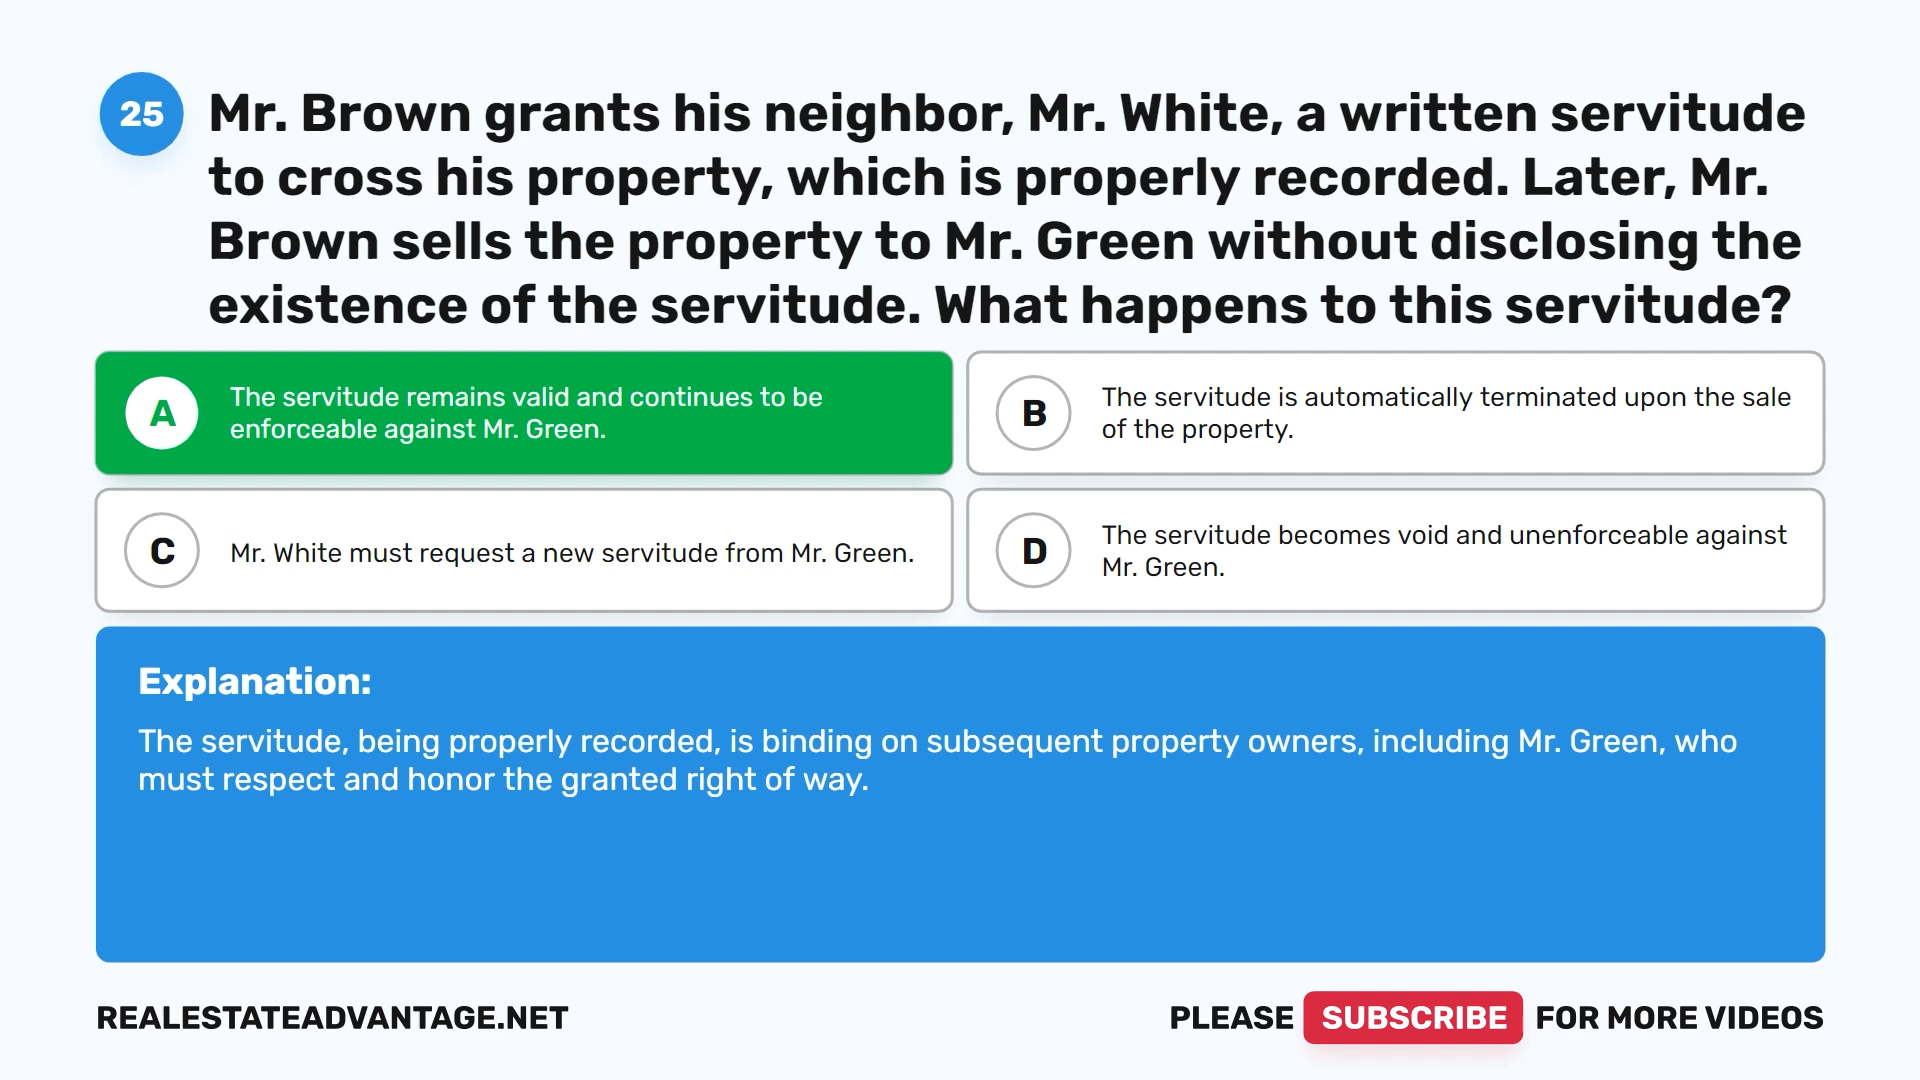 25
Mr. Brown grants his neighbor, Mr. White, a written servitude
to cross his property, which is properly recorded. Later, Mr.
Brown sells the property to Mr. Green without disclosing the
existence of the servitude. What happens to this servitude?
A
The servitude remains valid and continues to be
enforceable against Mr. Green.
B
The servitude is automatically terminated upon the sale
of the property.
C
Mr. White must request a new servitude from Mr. Green.
D
The servitude becomes void and unenforceable against
Mr. Green.
Explanation:
The servitude, being properly recorded, is binding on subsequent property owners, including Mr. Green, who
must respect and honor the granted right of way.
REALESTATEADVANTAGE.NET
PLEASE SUBSCRIBE FOR MORE VIDEOS